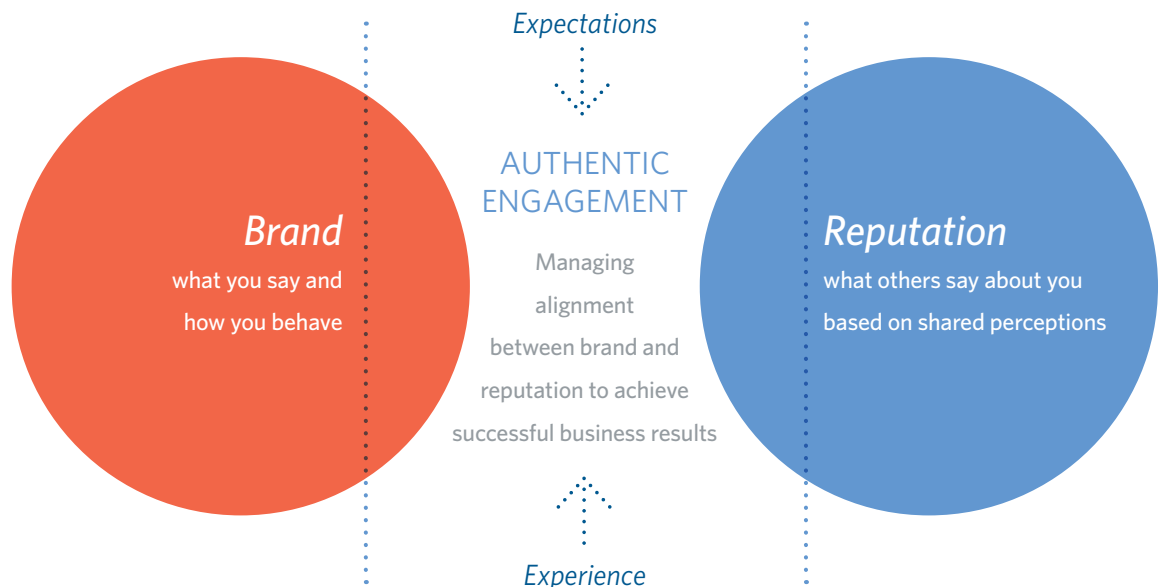 Expectations
Brand
what you say and
how you behave
AUTHENTIC
ENGAGEMENT
Managing
alignment
between brand and
reputation to achieve
successful business results
Reputation
what others say about you
based on shared perceptions
Experience